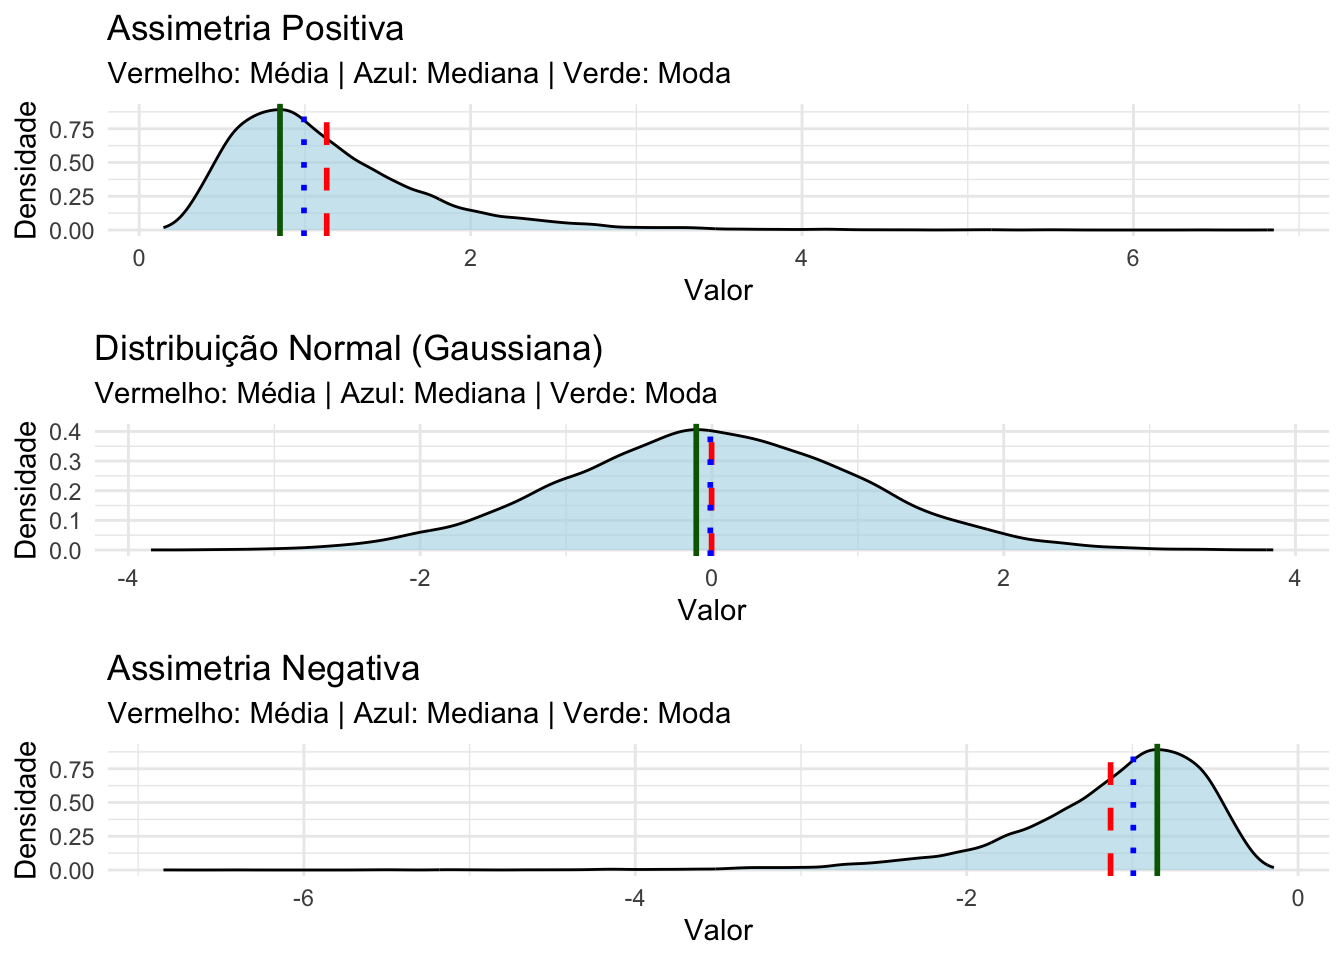 Assimetria Positiva
Vermelho: Média | Azul: Mediana | Verde: Moda
Densidade
0.75
0.50
0.25
0.00
0 2 4 6
Valor
Distribuição Normal (Gaussiana)
Vermelho: Média | Azul: Mediana | Verde: Moda
Densidade
0.4
0.3
0.2
0.1
0.0
-4 -2 0 2 4
Valor
Assimetria Negativa
Vermelho: Média | Azul: Mediana | Verde: Moda
Densidade
0.75
0.50
0.25
0.00
-6 -4 -2 0
Valor